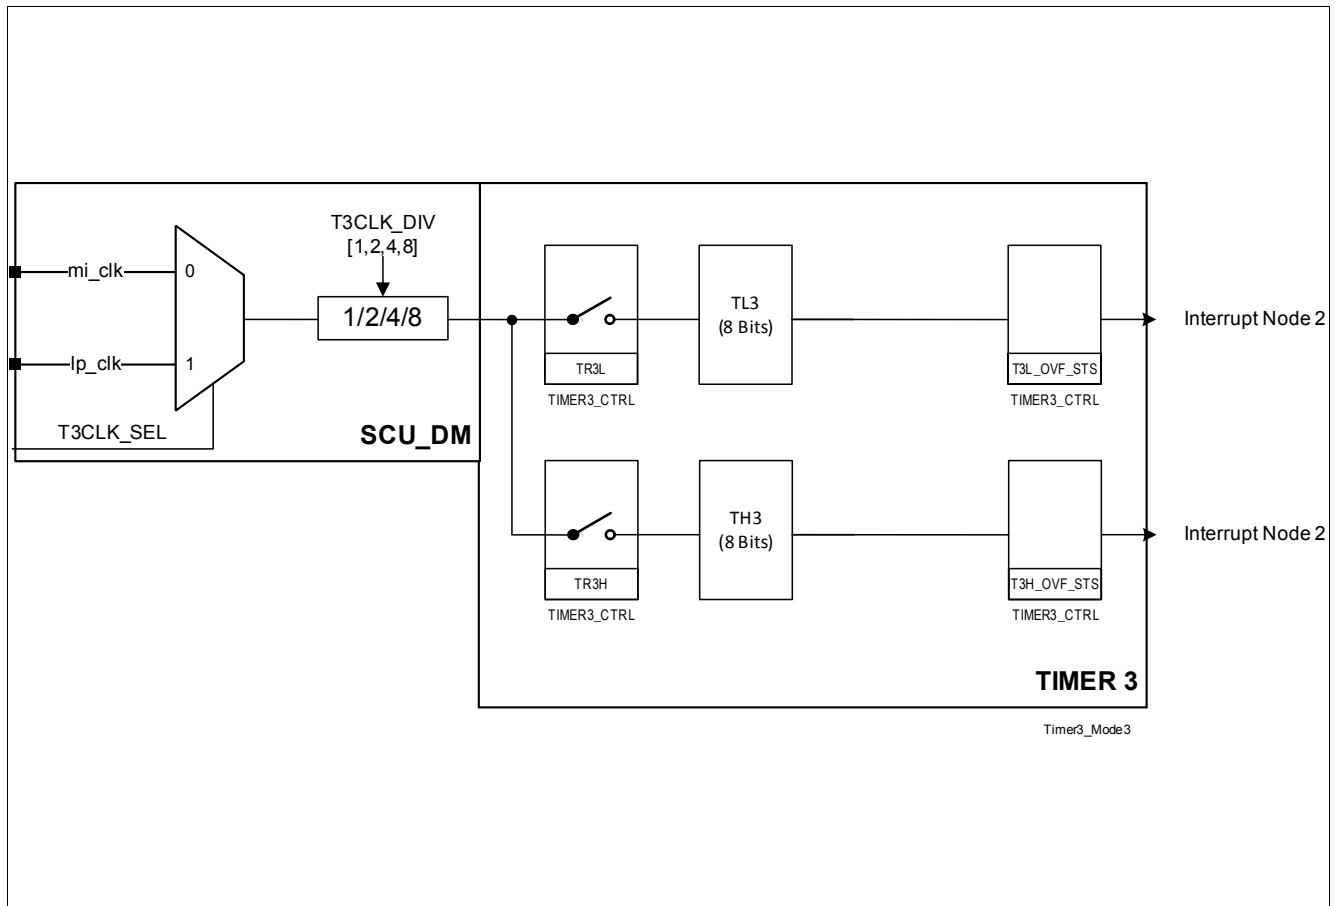 T3CLK_DIV
[1,2,4,8]
mi_clk
0
1/2/4/8
lp_clk
1
T3CLK_SEL
SCU_DM
TR3L
TIMER3_CTRL
TL3
(8 Bits)
T3L_OVF_STS
TIMER3_CTRL
Interrupt Node 2
TR3H
TIMER3_CTRL
TH3
(8 Bits)
T3H_OVF_STS
TIMER3_CTRL
Interrupt Node 2
TIMER 3
Timer3_Mode3